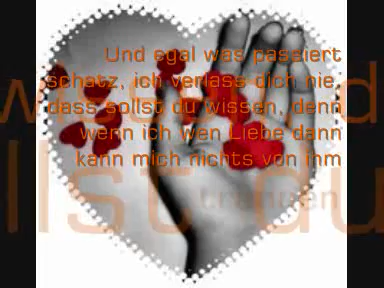 Und egal was passiert
schatz, ich verlass dich nie,
dass sollst du wissen, denn
wenn ich wen Liebe dann
kann mich nichts von ihm
trannen